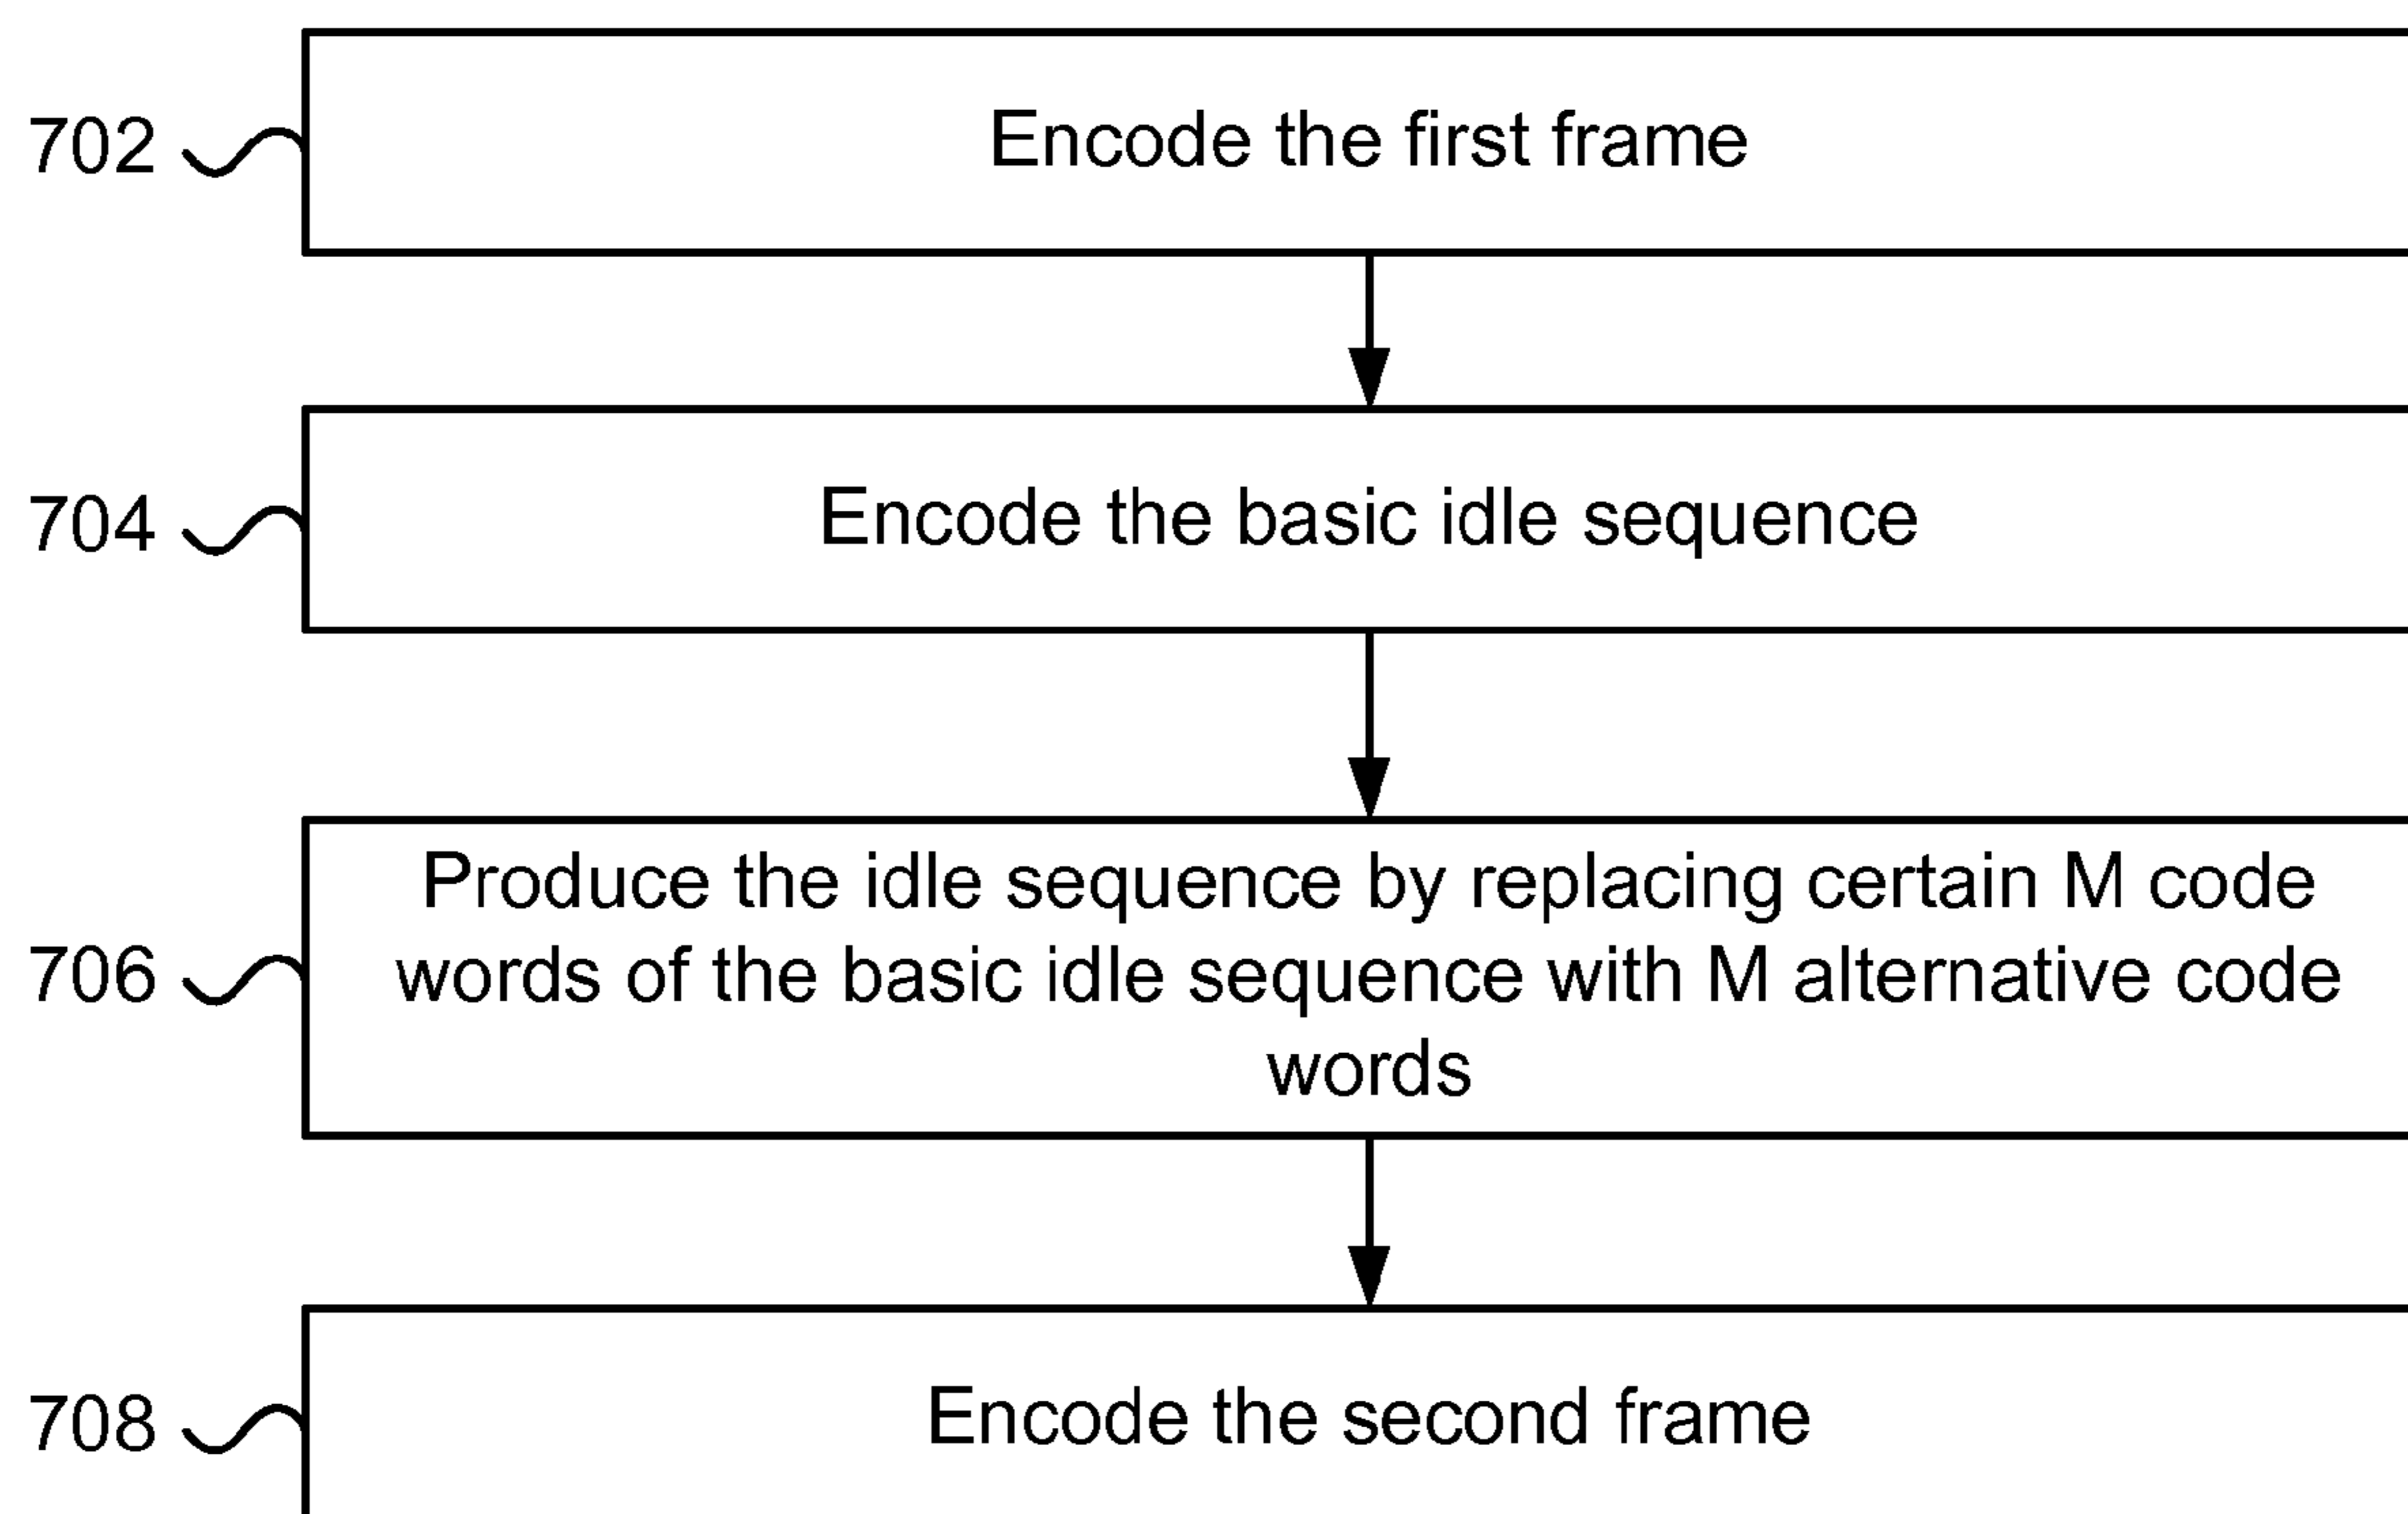 702
Encode the first frame
704
Encode the basic idle sequence
Produce the idle sequence by replacing certain M code
706
words of the basic idle sequence with M alternative code
words
708
Encode the second frame